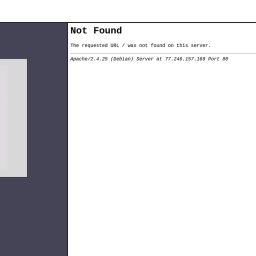 Not Found
The requested URL / was not found on this server.
Apache/2.4.25 (Debian) Server at 77.246.157.169 Port 80